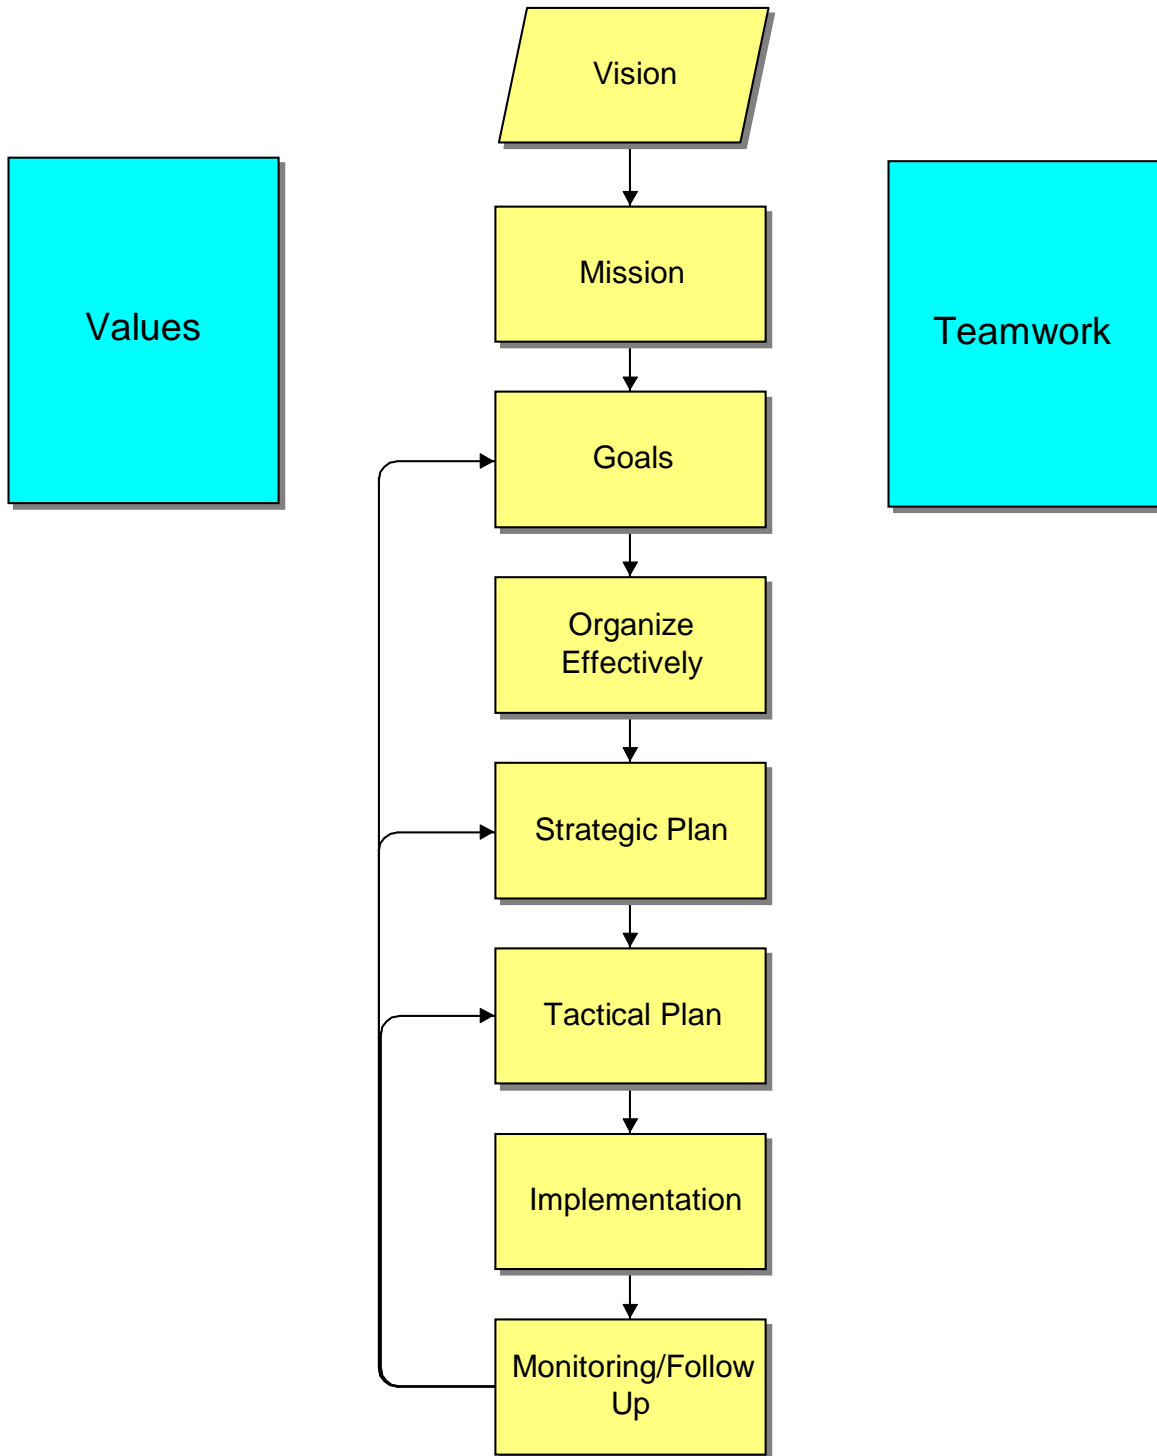 Vision
Mission
Values
Teamwork
Goals
Organize
Effectively
Strategic Plan
Tactical Plan
Implementation
Monitoring/Follow
Up